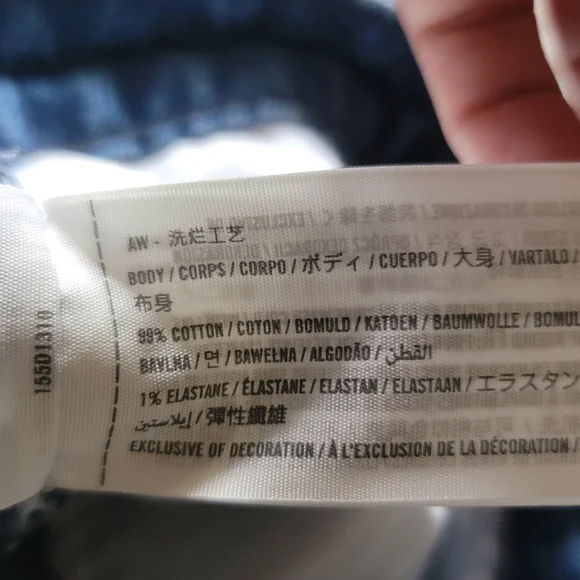 AW - 洗烂工艺
BODY / CORPS / CORPO / ボディ / CUERPO / 大身 / VARTALO /
布身
99% COTTON / COTON / BOMULD / KATOEN / BAUMWOLLE / BOMUL
BAVLNA / 면 / BAWEŁNA / ALGODÃO / القطن
1% ELASTANE / ÉLASTANE / ELASTAN / ELASTAAN / エラスタン
إيلاستين / 彈性纖維
EXCLUSIVE OF DECORATION / À L'EXCLUSION DE LA DÉCORATION /
155D1310